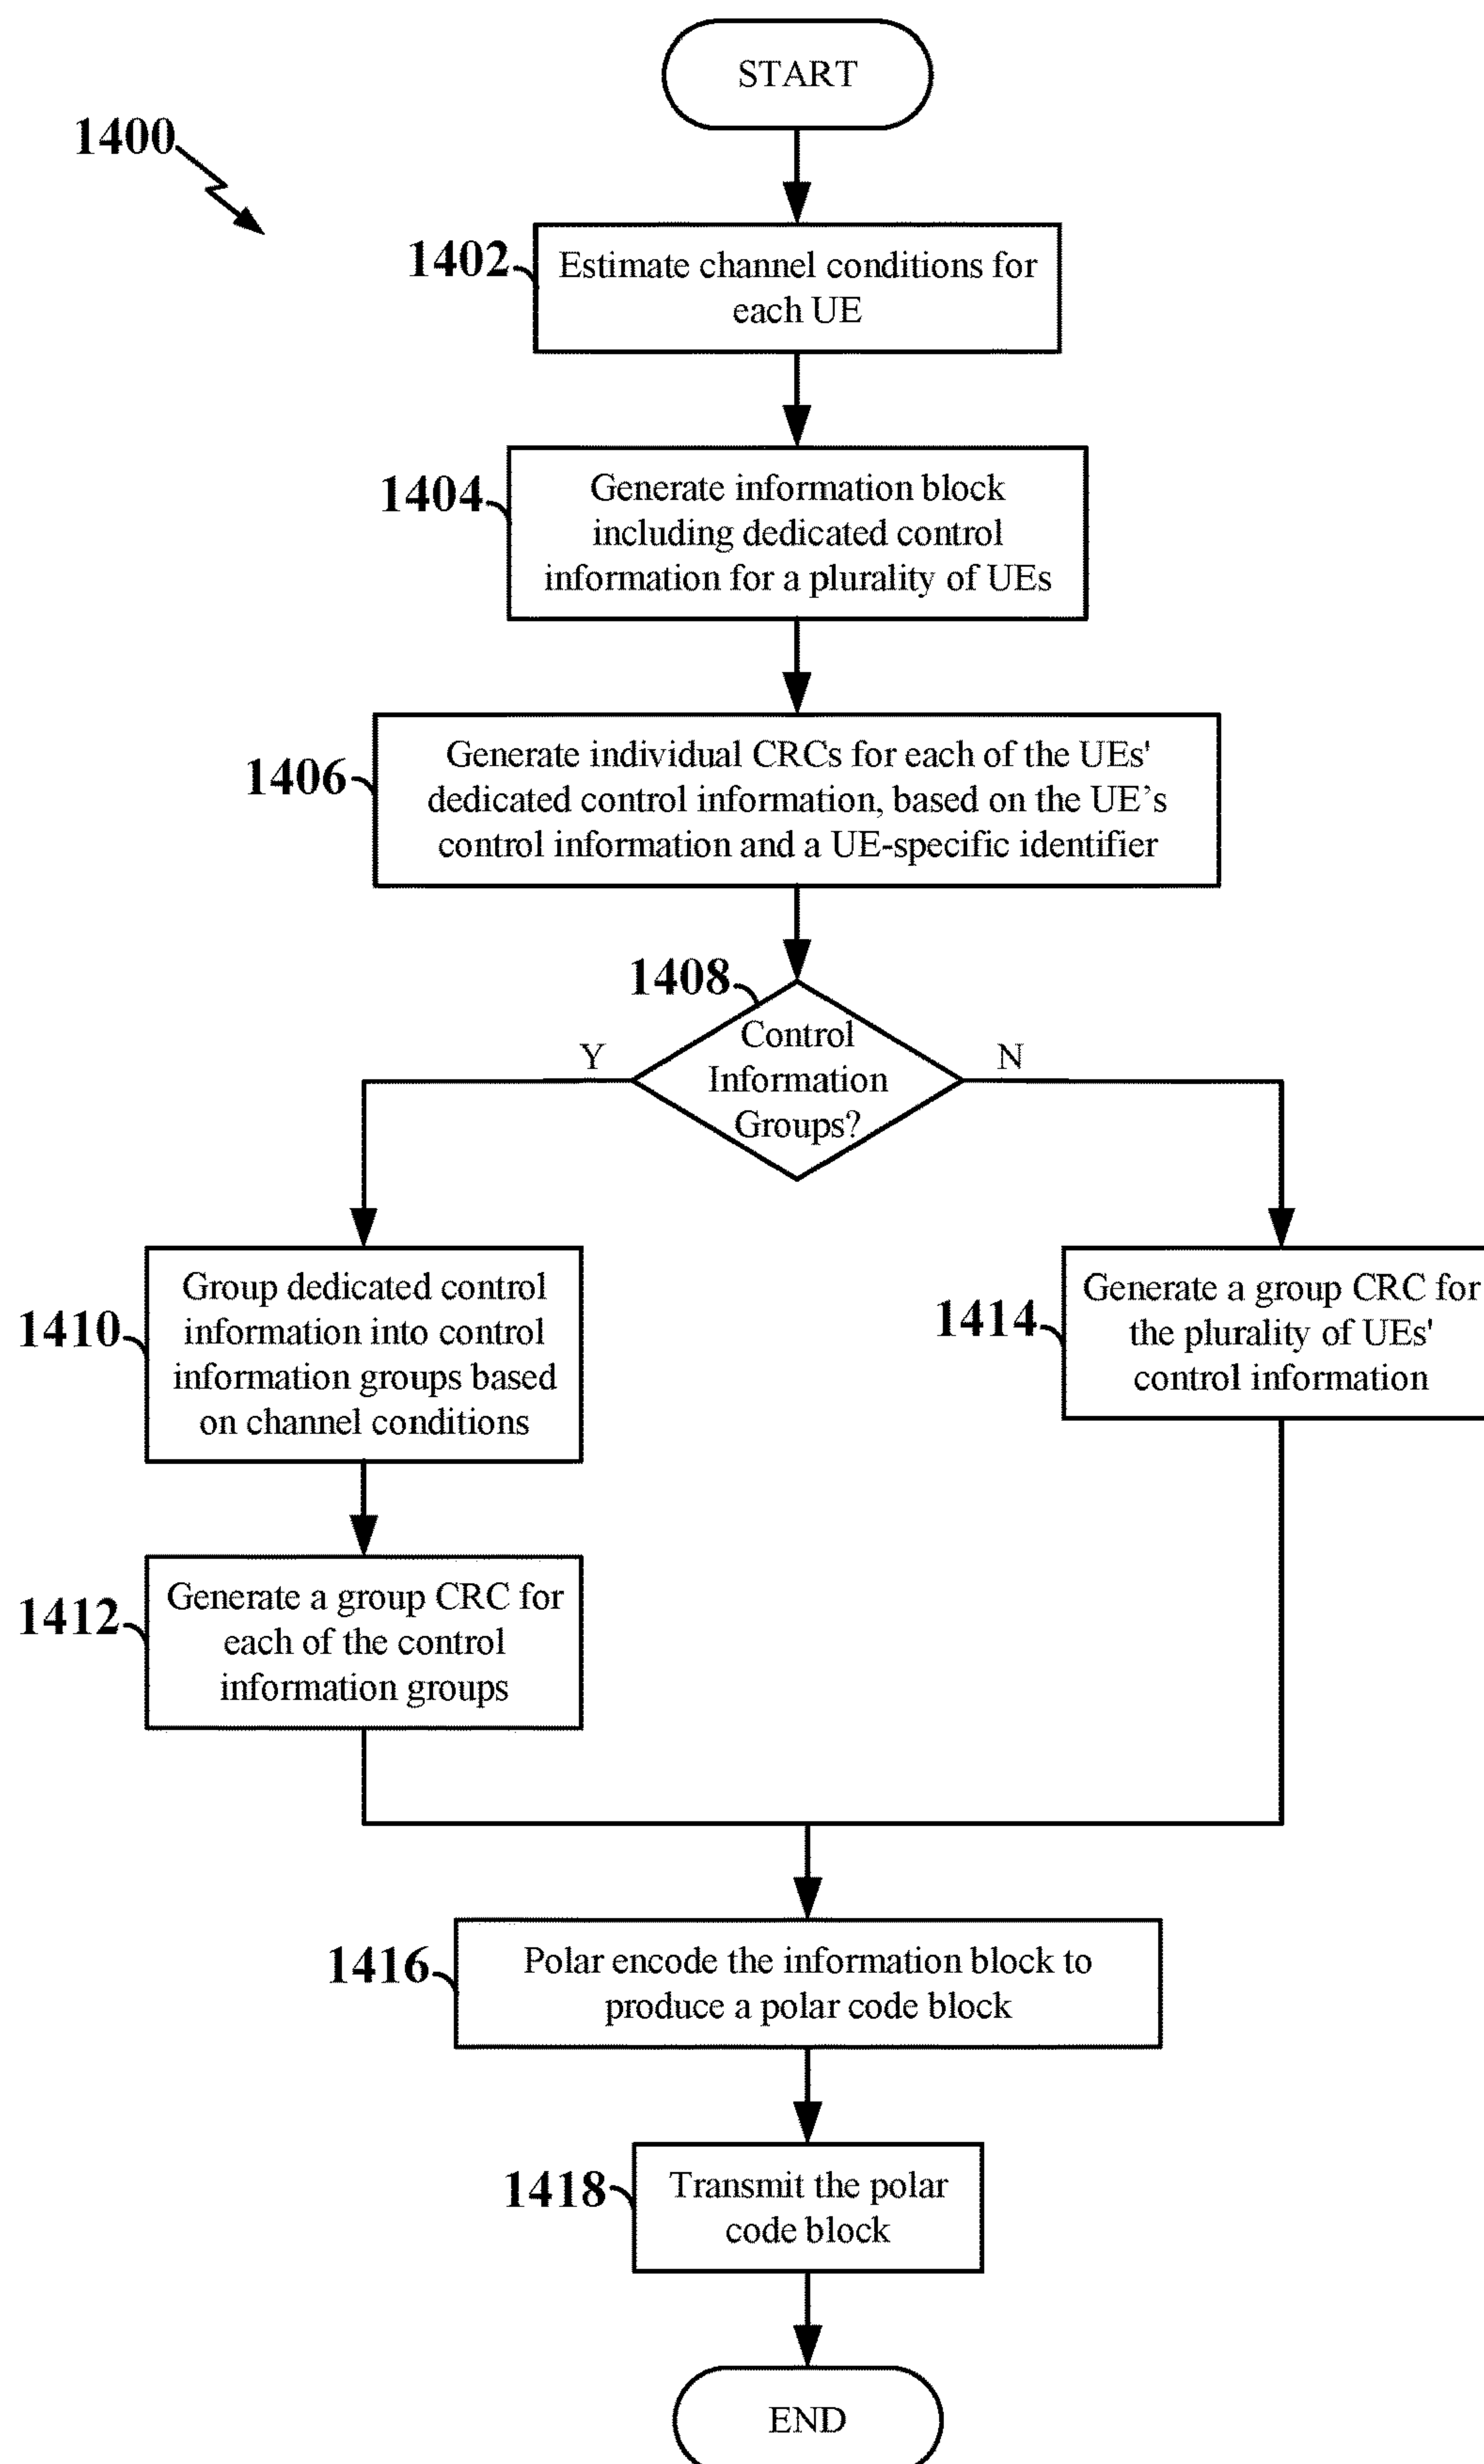 START
1400
1402
Estimate channel conditions for
each UE
1404
Generate information block
including dedicated control
information for a plurality of UEs
1406
Generate individual CRCs for each of the UEs'
dedicated control information, based on the UE’s
control information and a UE-specific identifier
1408
Control
Information
Groups?
Y
N
1410
Group dedicated control
information into control
information groups based
on channel conditions
1414
Generate a group CRC for
the plurality of UEs'
control information
1412
Generate a group CRC for
each of the control
information groups
1416
Polar encode the information block to
produce a polar code block
1418
Transmit the polar
code block
END